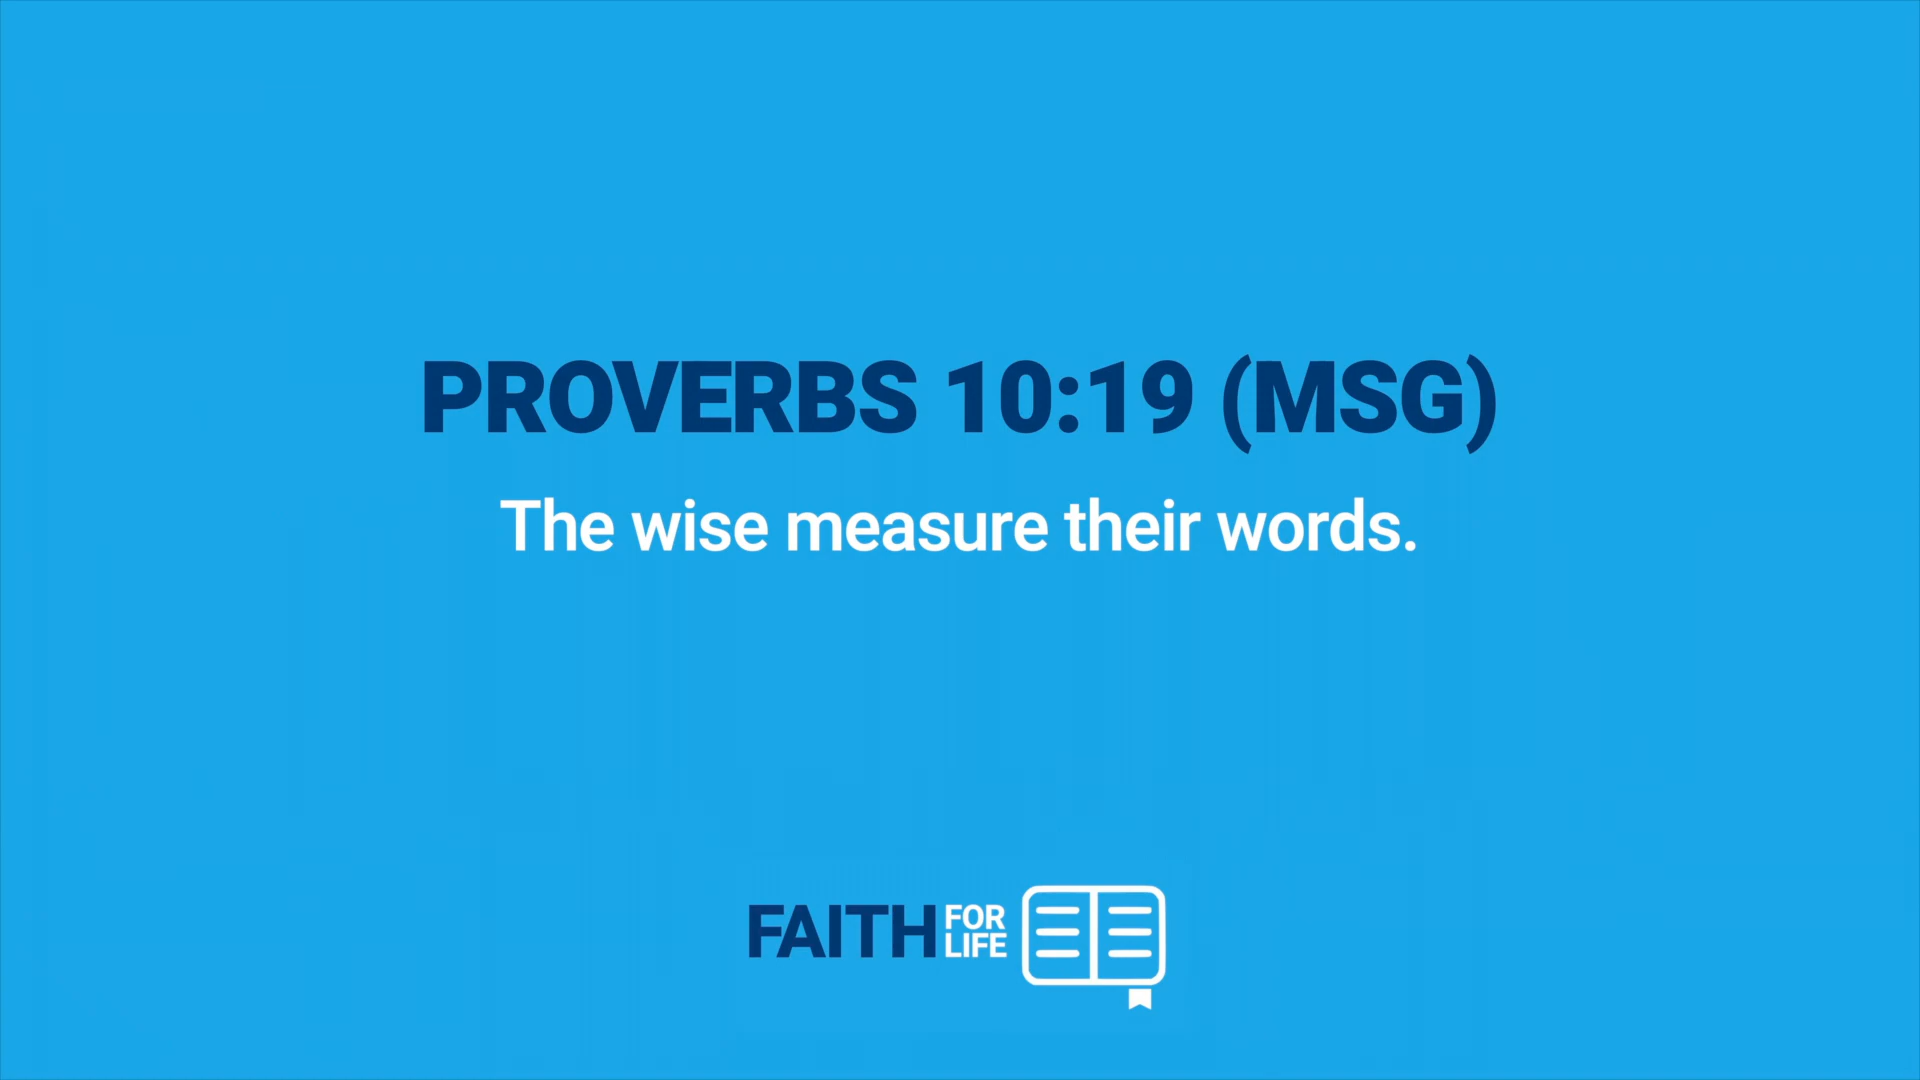 PROVERBS 10:19 (MSG)
The wise measure their words.
FAITH FOR
LIFE